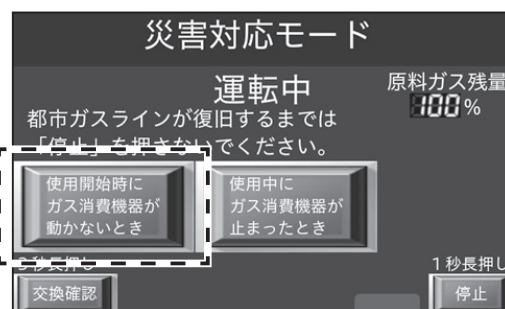 災害対応モード
運転中
原料ガス残量
188%
都市ガスラインが復旧するまでは
「停止」を押さないでください。
使用開始時に
ガス消費機器が
動かないとき
使用中に
ガス消費機器が
止まったとき
秒長押し
1秒長押し
交換確認
停止